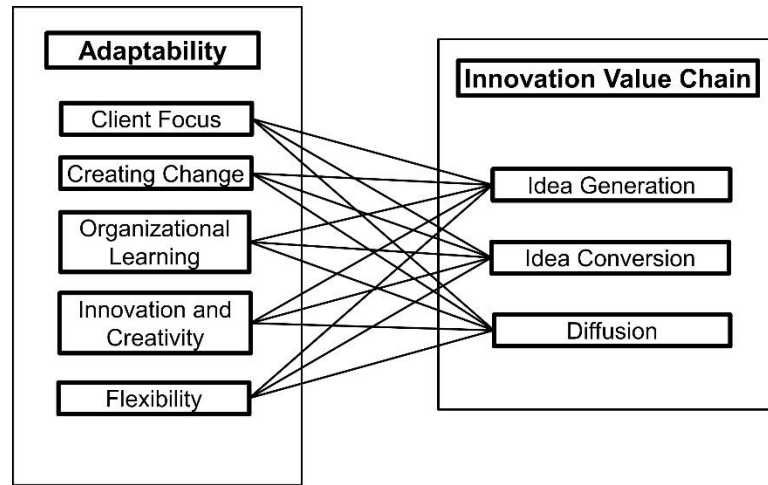 Adaptability
Client Focus
Creating Change
Organizational
Learning
Innovation and
Creativity
Flexibility
Innovation Value Chain
Idea Generation
Idea Conversion
Diffusion